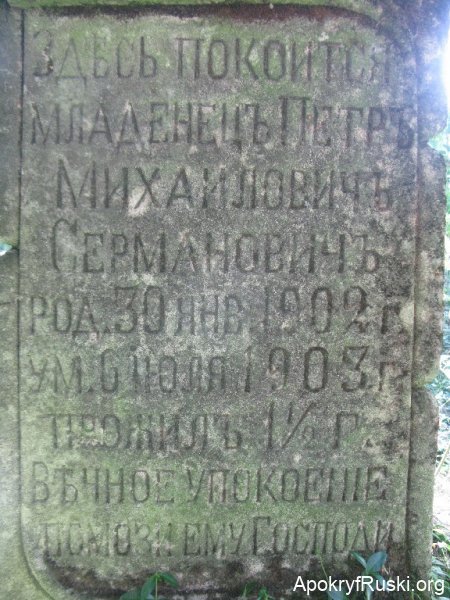 Здѣсь покоится
младенецъ Петръ
Михаиловичъ
Сермановичъ
род. 30 янв. 1902 г.
ум. 6 июля 1903 г.
прожилъ 1½ г.
Вѣчное упокоеніе
помози ему Господи
ApokryfRuski.org